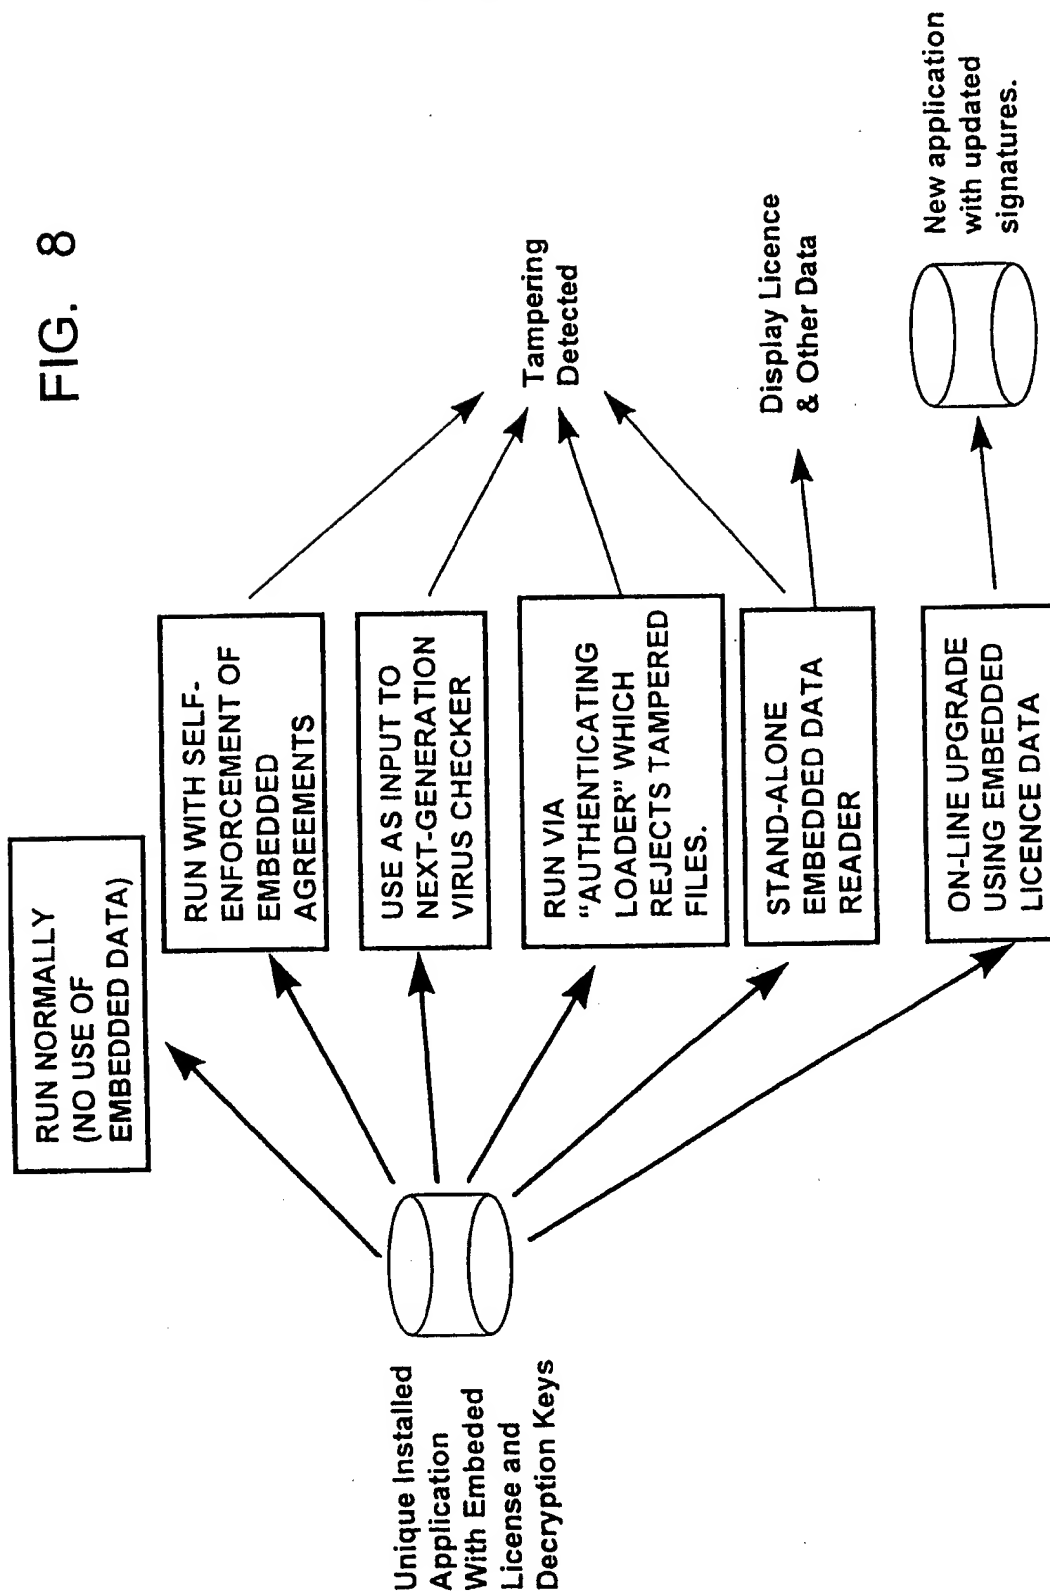 FIG. 8
RUN NORMALLY
(NO USE OF
EMBEDDED DATA)
RUN WITH SELF-
ENFORCEMENT OF
EMBEDDED
AGREEMENTS
USE AS INPUT TO
NEXT-GENERATION
VIRUS CHECKER
RUN VIA
"AUTHENTICATING
LOADER" WHICH
REJECTS TAMPERED
FILES.
STAND-ALONE
EMBEDDED DATA
READER
ON-LINE UPGRADE
USING EMBEDDED
LICENCE DATA
Unique Installed
Application
With Embeded
License and
Decryption Keys
Tampering
Detected
Display Licence
& Other Data
New application
with updated
signatures.